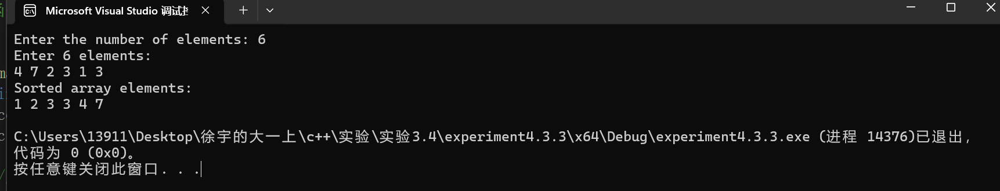 Microsoft Visual Studio 调试控
Enter the number of elements: 6
Enter 6 elements:
4 7 2 3 1 3
Sorted array elements:
1 2 3 3 4 7
C:\Users\13911\Desktop\徐宇的大一上\c++\实验\实验3.4\experiment4.3.3\x64\Debug\experiment4.3.3.exe (进程 14376)已退出,
代码为 0 (0x0)。
按任意键关闭此窗口. . .